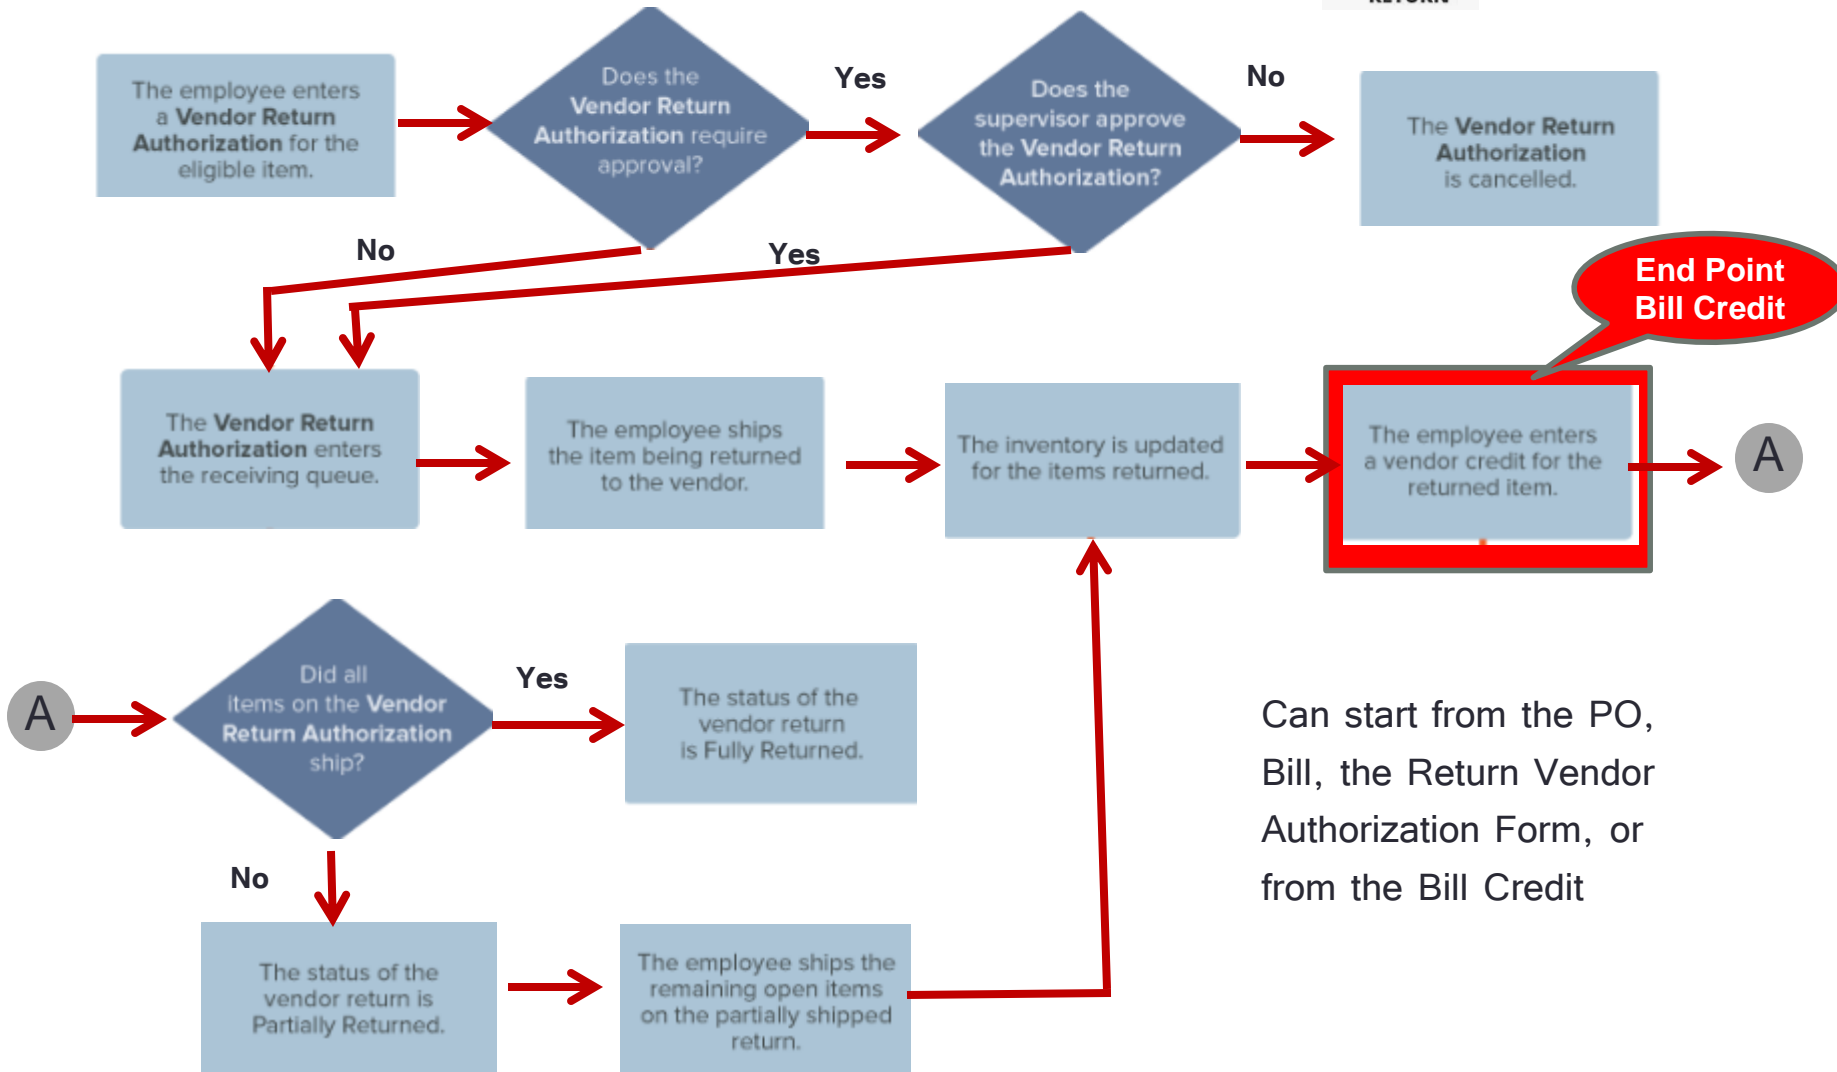 RETURN
The employee enters
a Vendor Return
Authorization for the
eligible item.
Does the
Vendor Return
Authorization require
approval?
Yes
Does the
supervisor approve
the Vendor Return
Authorization?
No
The Vendor Return
Authorization
is cancelled.
No
Yes
End Point
Bill Credit
The Vendor Return
Authorization enters
the receiving queue.
The employee ships
the item being returned
to the vendor.
The inventory is updated
for the items returned.
The employee enters
a vendor credit for the
returned item.
A
A
Did all
items on the Vendor
Return Authorization
ship?
Yes
The status of the
vendor return
is Fully Returned.
No
The status of the
vendor return is
Partially Returned.
The employee ships the
remaining open items
on the partially shipped
return.
Can start from the PO,
Bill, the Return Vendor
Authorization Form, or
from the Bill Credit